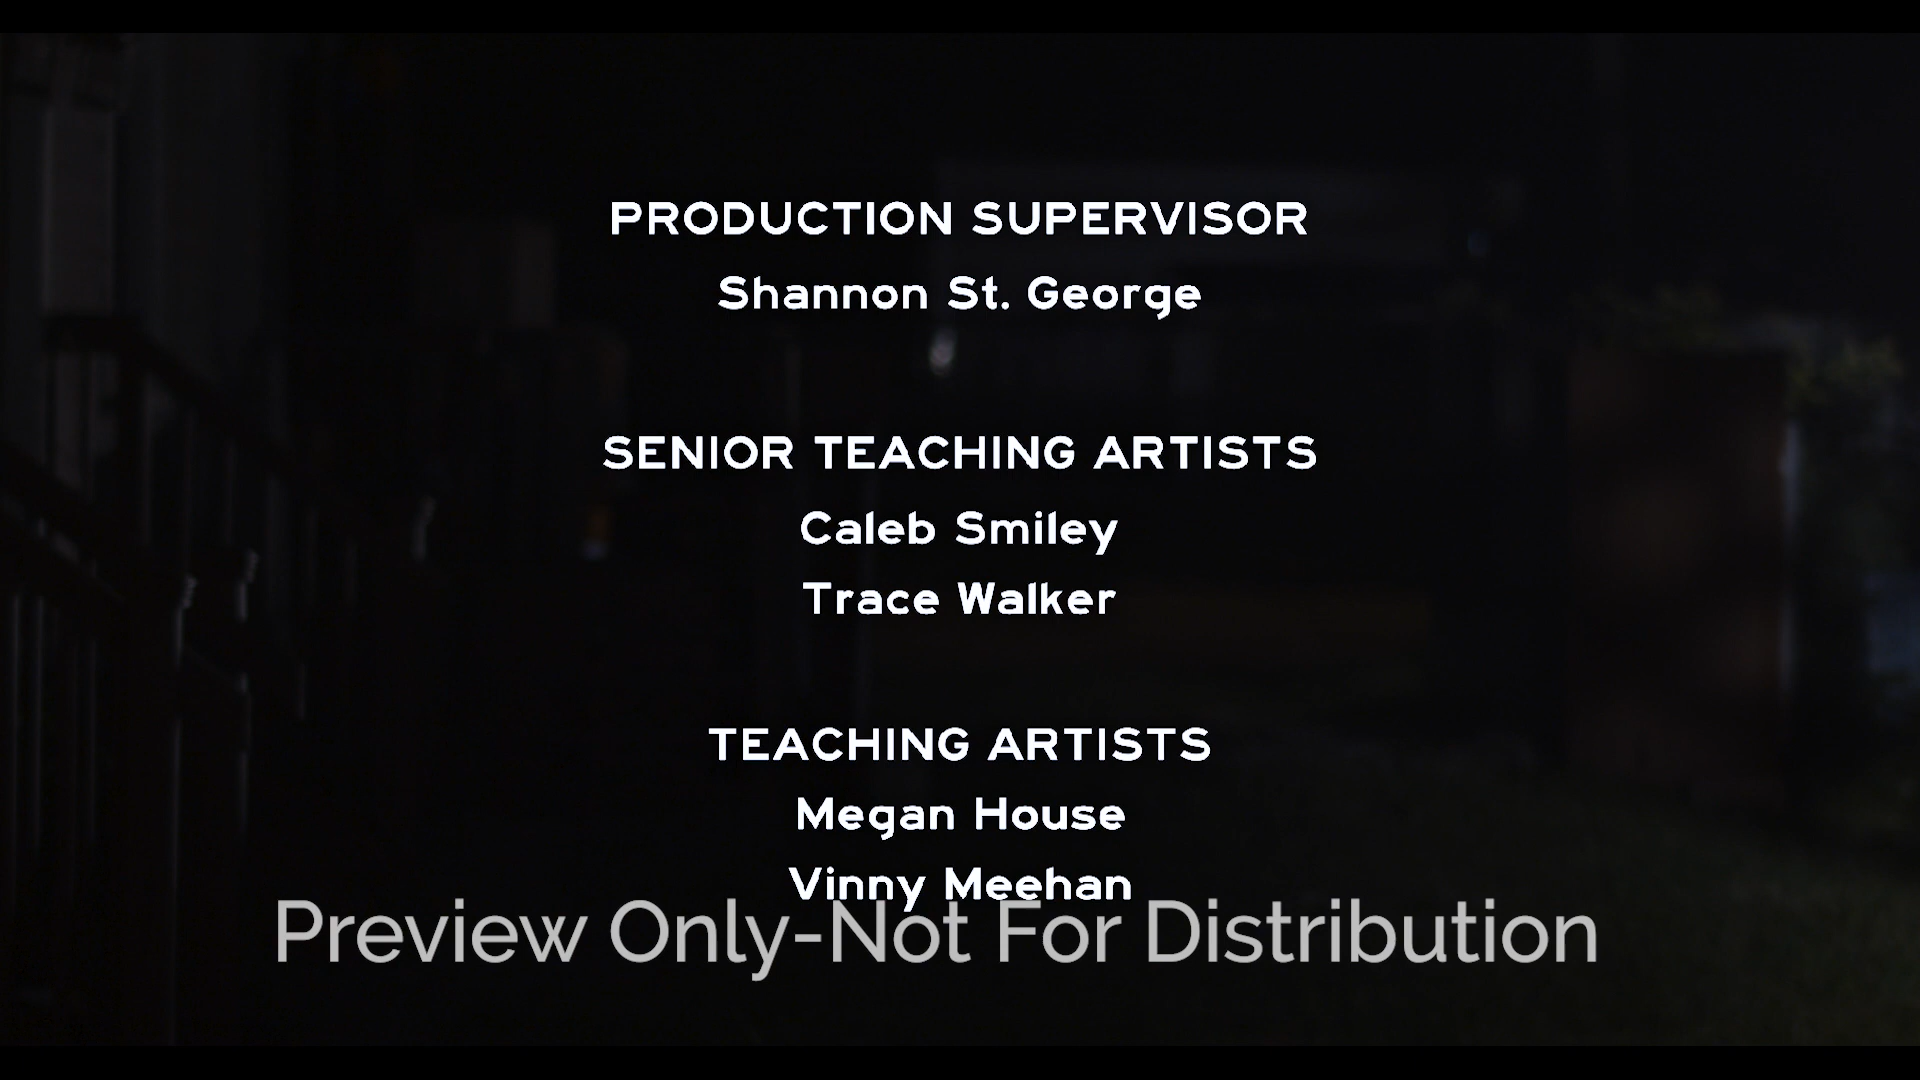 PRODUCTION SUPERVISOR
Shannon St. George
SENIOR TEACHING ARTISTS
Caleb Smiley
Trace Walker
TEACHING ARTISTS
Megan House
Vinny Meehan
Preview Only-Not For Distribution